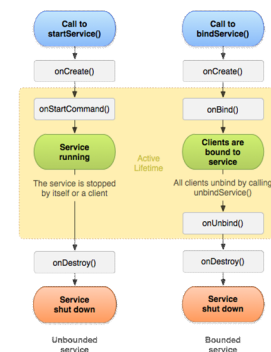 Call to
startService()
onCreate()
onStartCommand()
Service
running
The service is stopped
by itself or a client
onDestroy()
Service
shut down
Unbounded
service
Active
Lifetime
Call to
bindService()
onCreate()
onBind()
Clients are
bound to
service
All clients unbind by calling
unbindService()
onUnbind()
onDestroy()
Service
shut down
Bounded
service